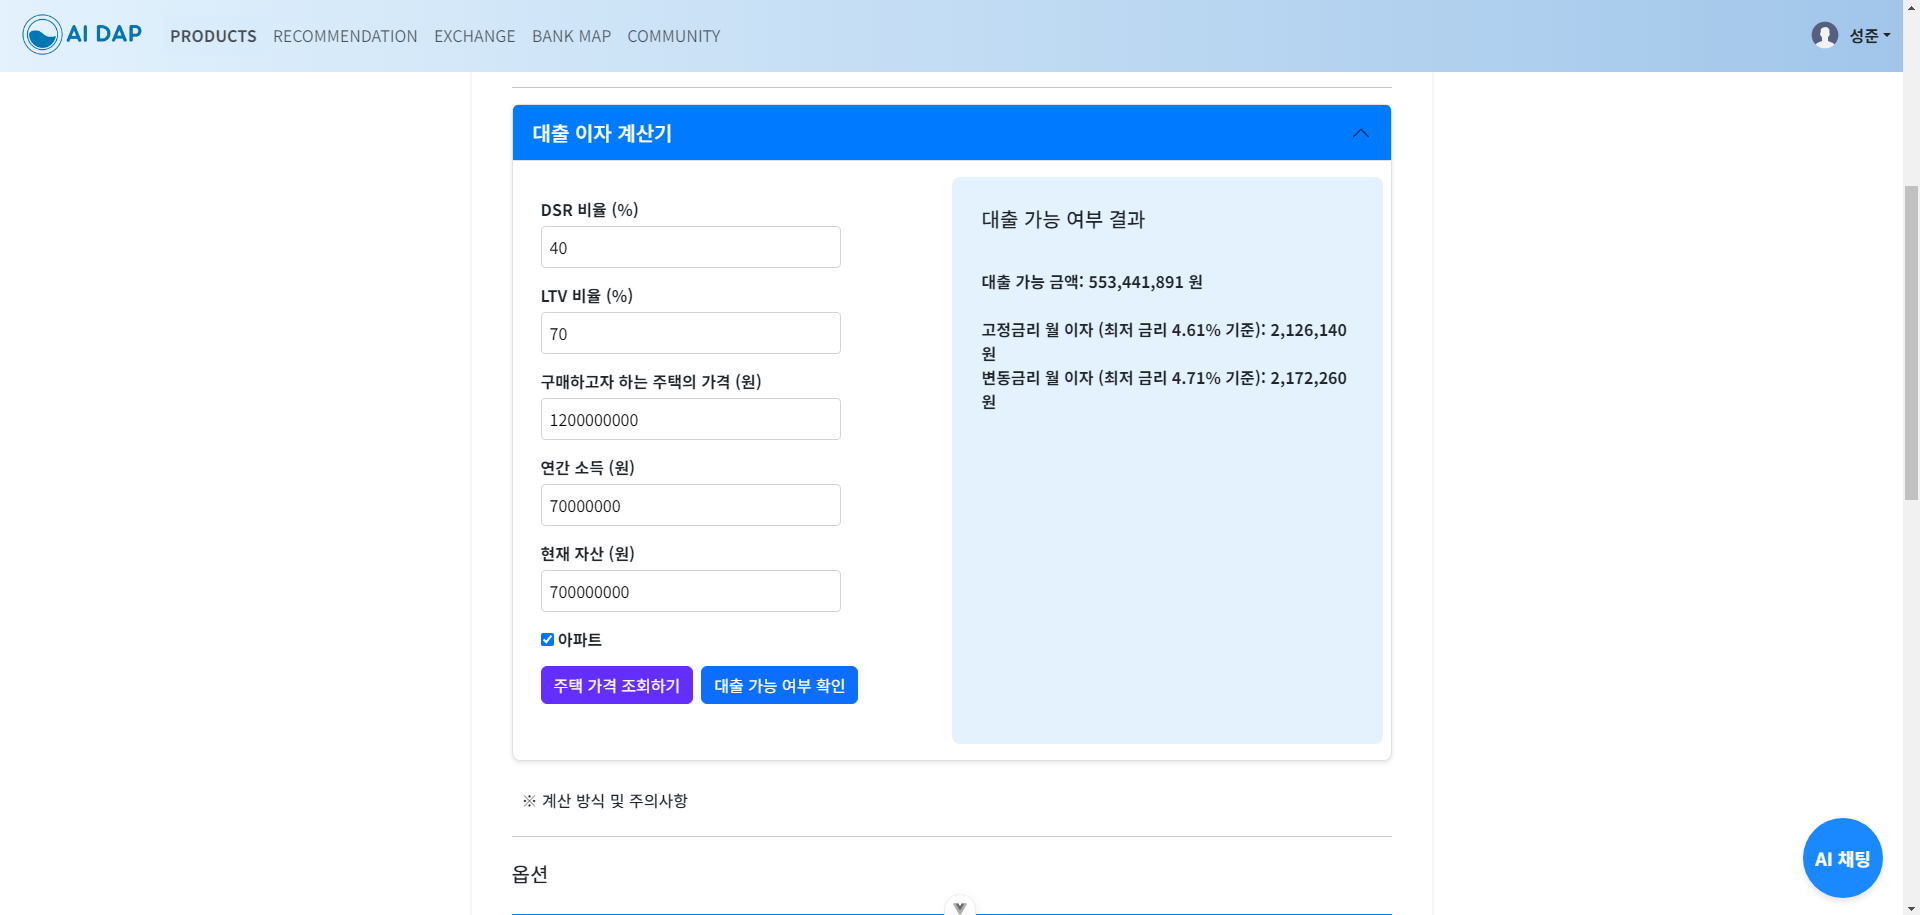 AI DAP PRODUCTS RECOMMENDATION EXCHANGE BANK MAP COMMUNITY 성준
대출 이자 계산기
DSR 비율 (%)
40
LTV 비율 (%)
70
구매하고자 하는 주택의 가격 (원)
1200000000
연간 소득 (원)
70000000
현재 자산 (원)
700000000
아파트
주택 가격 조회하기 대출 가능 여부 확인
대출 가능 여부 결과
대출 가능 금액: 553,441,891 원
고정금리 월 이자 (최저 금리 4.61% 기준): 2,126,140
원
변동금리 월 이자 (최저 금리 4.71% 기준): 2,172,260
원
※ 계산 방식 및 주의사항
옵션
AI 채팅